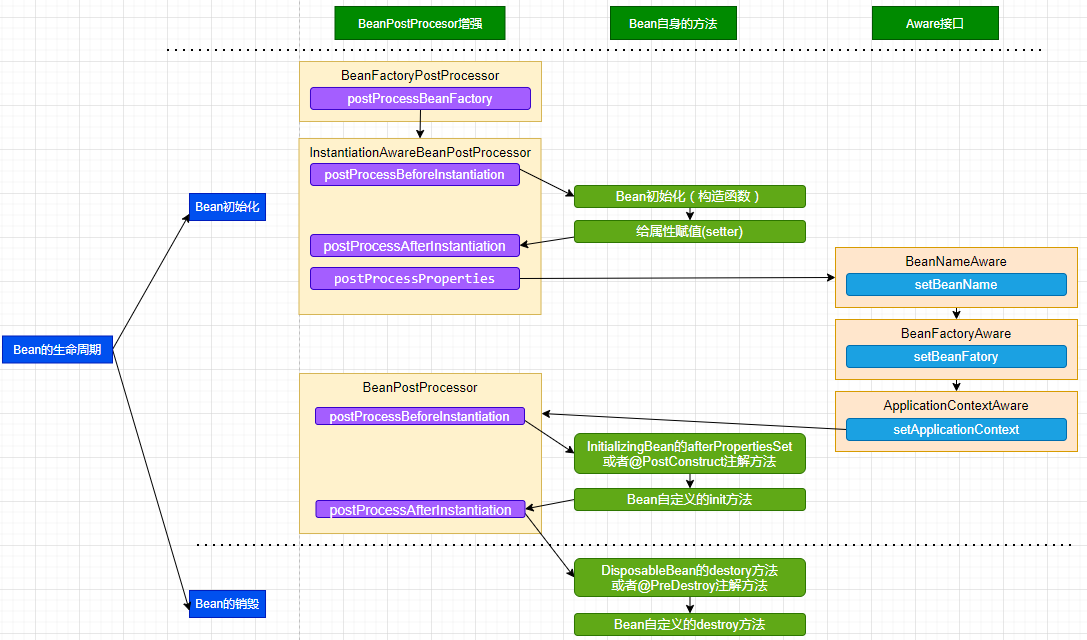 BeanPostProcesor增强
Bean自身的方法
Aware接口
BeanFactoryPostProcessor
postProcessBeanFactory
InstantiationAwareBeanPostProcessor
postProcessBeforeInstantiation
Bean初始化（构造函数）
Bean初始化
给属性赋值(setter)
postProcessAfterInstantiation
postProcessProperties
BeanNameAware
setBeanName
BeanFactoryAware
setBeanFatory
Bean的生命周期
ApplicationContextAware
setApplicationContext
BeanPostProcessor
postProcessBeforeInstantiation
InitializingBean的afterPropertiesSet
或者@PostConstruct注解方法
Bean自定义的init方法
postProcessAfterInstantiation
DisposableBean的destory方法
或者@PreDestroy注解方法
Bean的销毁
Bean自定义的destroy方法